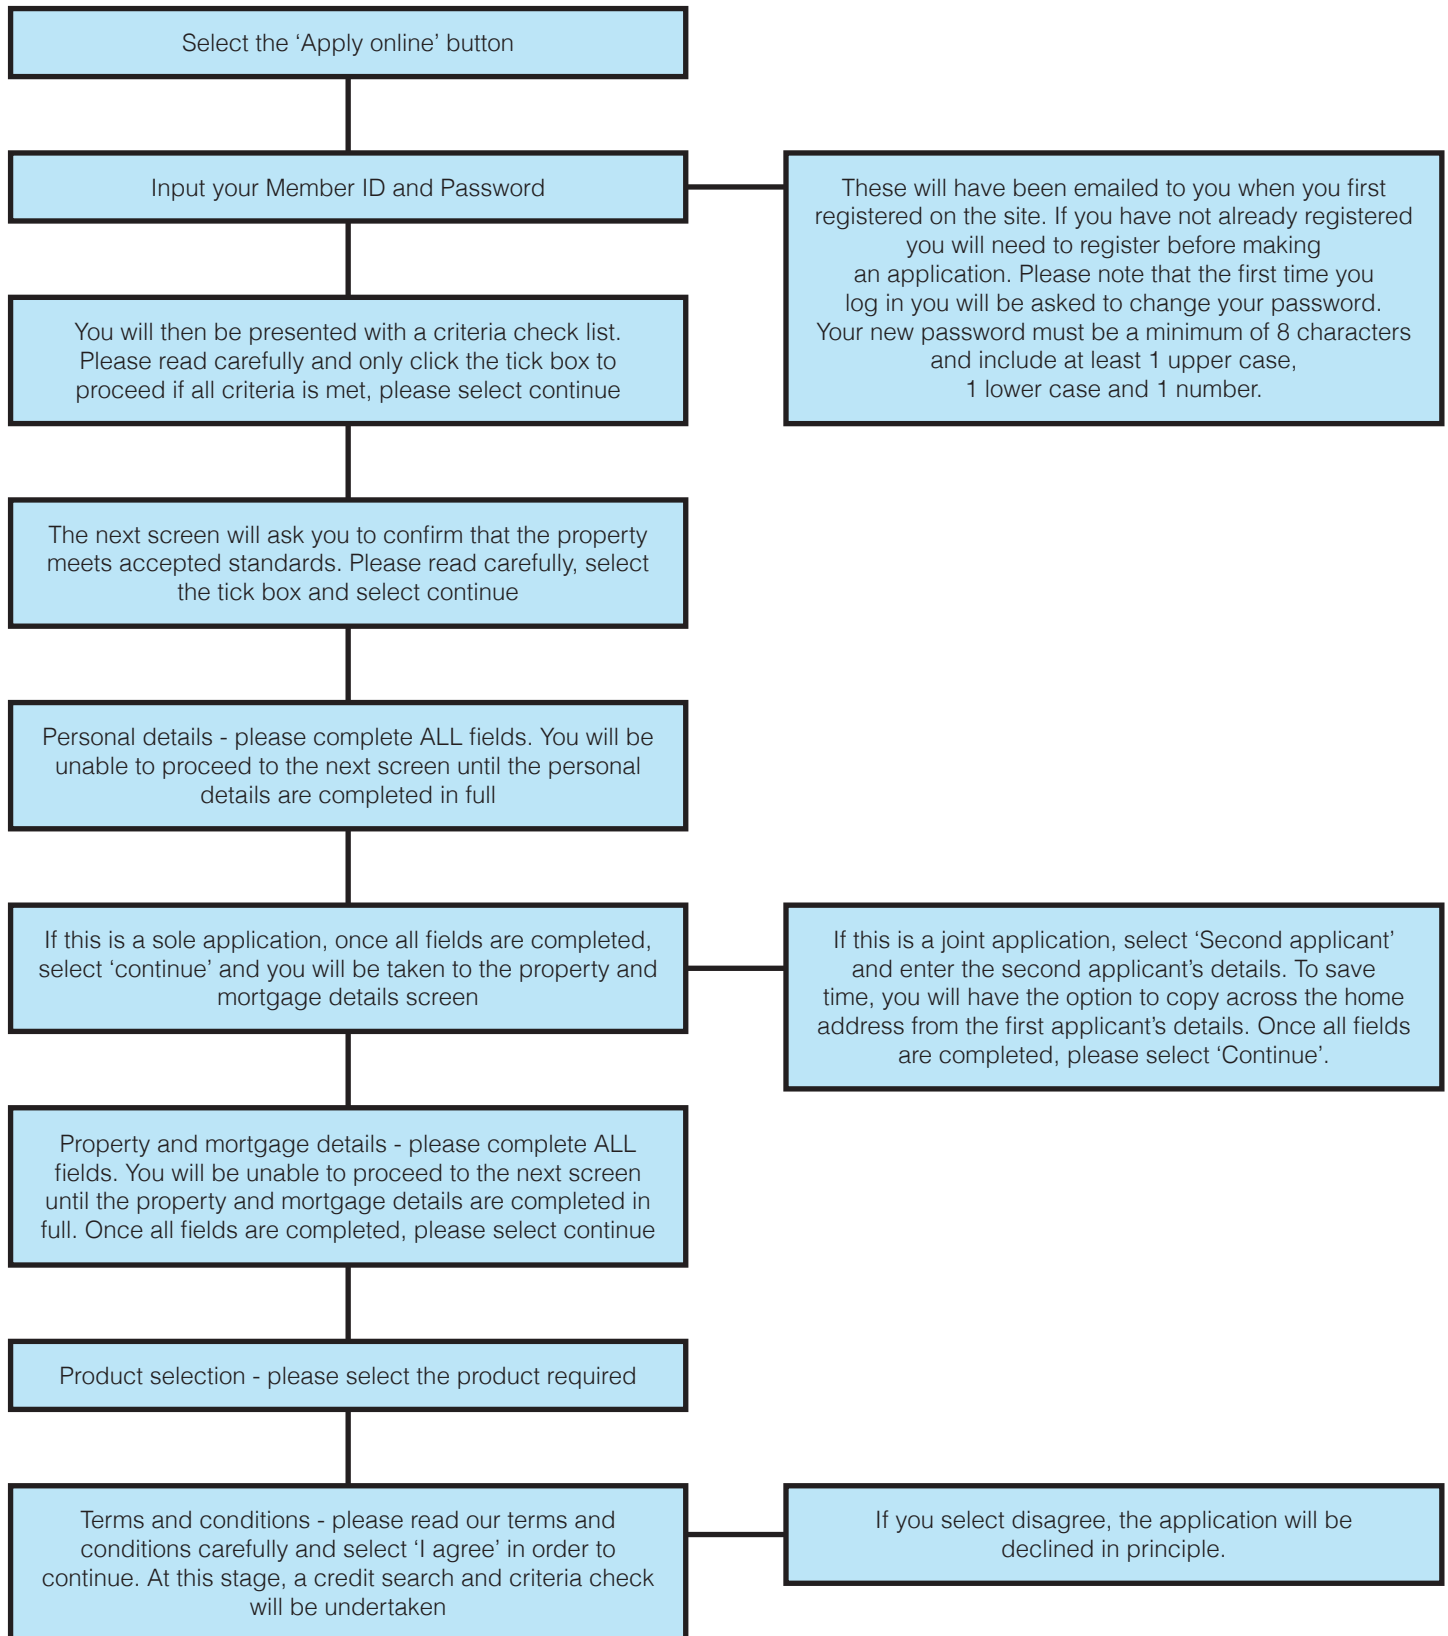 Select the ‘Apply online’ button
Input your Member ID and Password
These will have been emailed to you when you first
registered on the site. If you have not already registered
you will need to register before making
an application. Please note that the first time you
log in you will be asked to change your password.
Your new password must be a minimum of 8 characters
and include at least 1 upper case,
1 lower case and 1 number.
You will then be presented with a criteria check list.
Please read carefully and only click the tick box to
proceed if all criteria is met, please select continue
The next screen will ask you to confirm that the property
meets accepted standards. Please read carefully, select
the tick box and select continue
Personal details - please complete ALL fields. You will be
unable to proceed to the next screen until the personal
details are completed in full
If this is a sole application, once all fields are completed,
select ‘continue’ and you will be taken to the property and
mortgage details screen
If this is a joint application, select ‘Second applicant’
and enter the second applicant’s details. To save
time, you will have the option to copy across the home
address from the first applicant’s details. Once all fields
are completed, please select ‘Continue’.
Property and mortgage details - please complete ALL
fields. You will be unable to proceed to the next screen
until the property and mortgage details are completed in
full. Once all fields are completed, please select continue
Product selection - please select the product required
Terms and conditions - please read our terms and
conditions carefully and select ‘I agree’ in order to
continue. At this stage, a credit search and criteria check
will be undertaken
If you select disagree, the application will be
declined in principle.